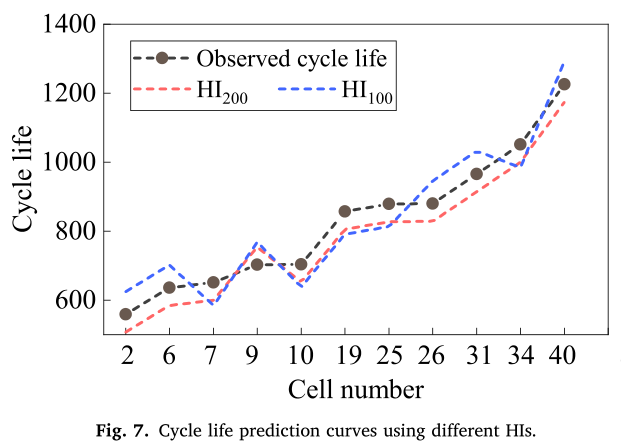 1400
1200
1000
800
600
Cycle life
Observed cycle life
HI200 HI100
2 6 7 9 10 19 25 26 31 34 40
Cell number
Fig. 7. Cycle life prediction curves using different HIs.